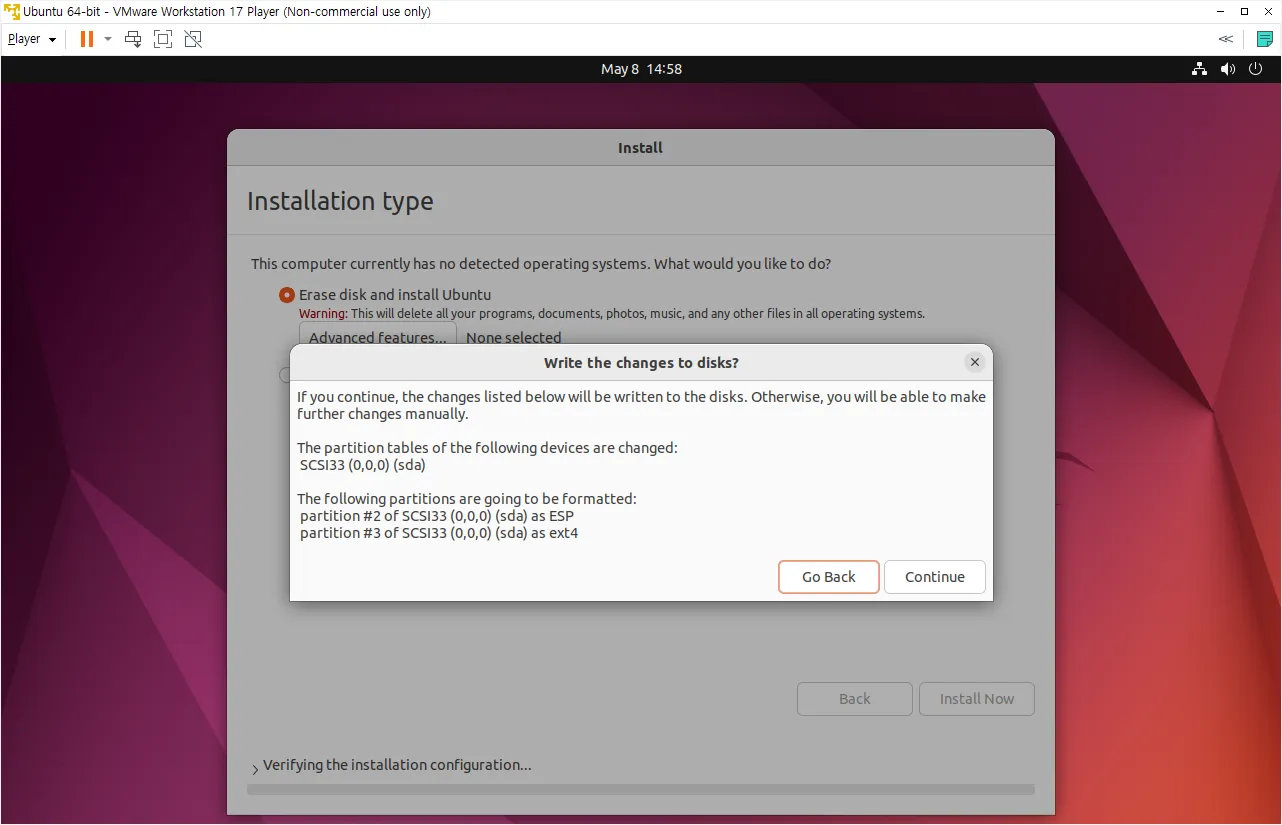 Ubuntu 64-bit - VMware Workstation 17 Player (Non-commercial use only)
Player
May 8 14:58
Install
Installation type
This computer currently has no detected operating systems. What would you like to do?
Erase disk and install Ubuntu
Warning: This will delete all your programs, documents, photos, music, and any other files in all operating systems.
Advanced features... None selected
Write the changes to disks?
If you continue, the changes listed below will be written to the disks. Otherwise, you will be able to make
further changes manually.
The partition tables of the following devices are changed:
SCSI33 (0,0,0) (sda)
The following partitions are going to be formatted:
partition #2 of SCSI33 (0,0,0) (sda) as ESP
partition #3 of SCSI33 (0,0,0) (sda) as ext4
Go Back Continue
Back Install Now
Verifying the installation configuration...